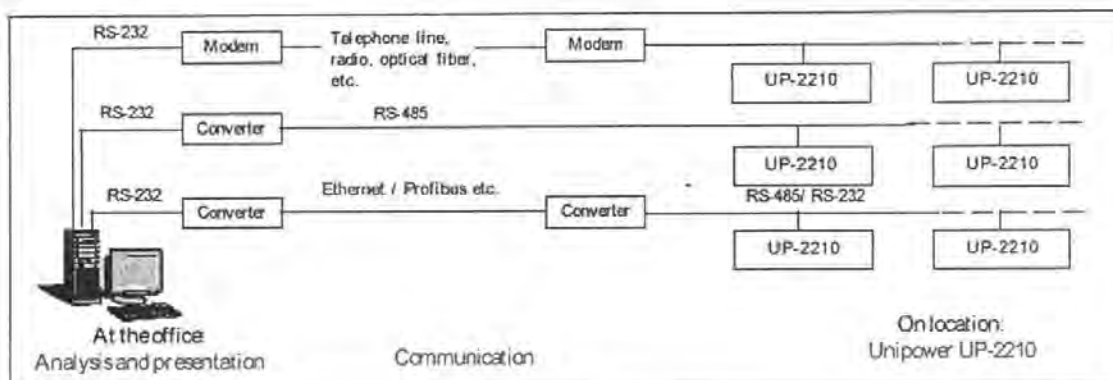 RS-232
Modem
Telephone line,
radio, optical fiber,
etc.
Modem
UP-2210
UP-2210
RS-232
Converter
RS-485
UP-2210
UP-2210
RS-232
Converter
Ethernet / Profibus etc.
Converter
RS-485/ RS-232
UP-2210
UP-2210
At the office:
Analysis and presentation
Communication
On location:
Unipower UP-2210